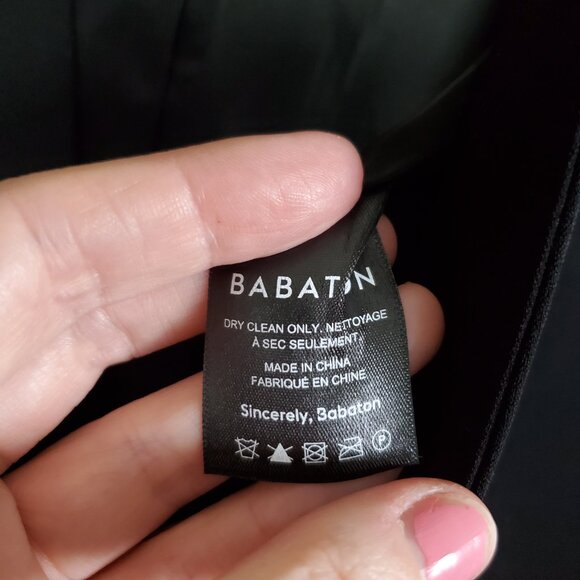 BABATON
DRY CLEAN ONLY. NETTOYAGE
À SEC SEULEMENT.
MADE IN CHINA
FABRIQUÉ EN CHINE
Sincerely, Babaton
P